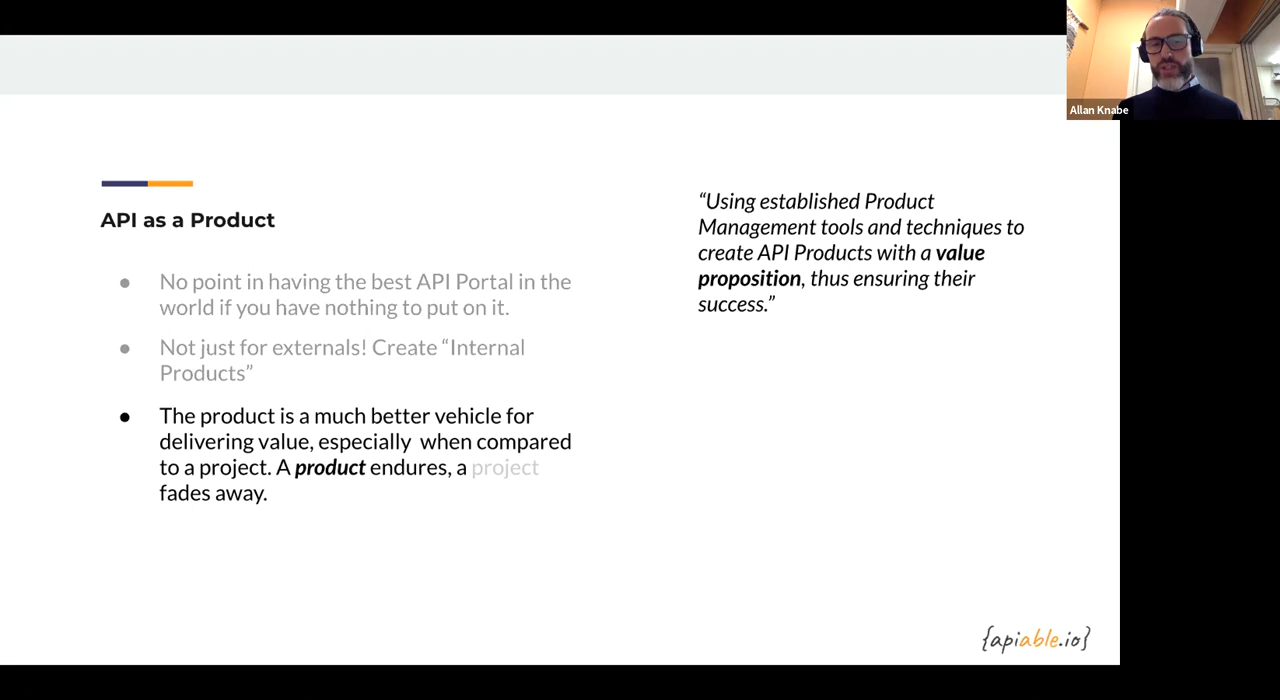 Allan Knabe
API as a Product
● No point in having the best API Portal in the
world if you have nothing to put on it.
● Not just for externals! Create “Internal
Products”
● The product is a much better vehicle for
delivering value, especially when compared
to a project. A product endures, a project
fades away.
“Using established Product
Management tools and techniques to
create API Products with a value
proposition, thus ensuring their
success.”
{apiable.io}